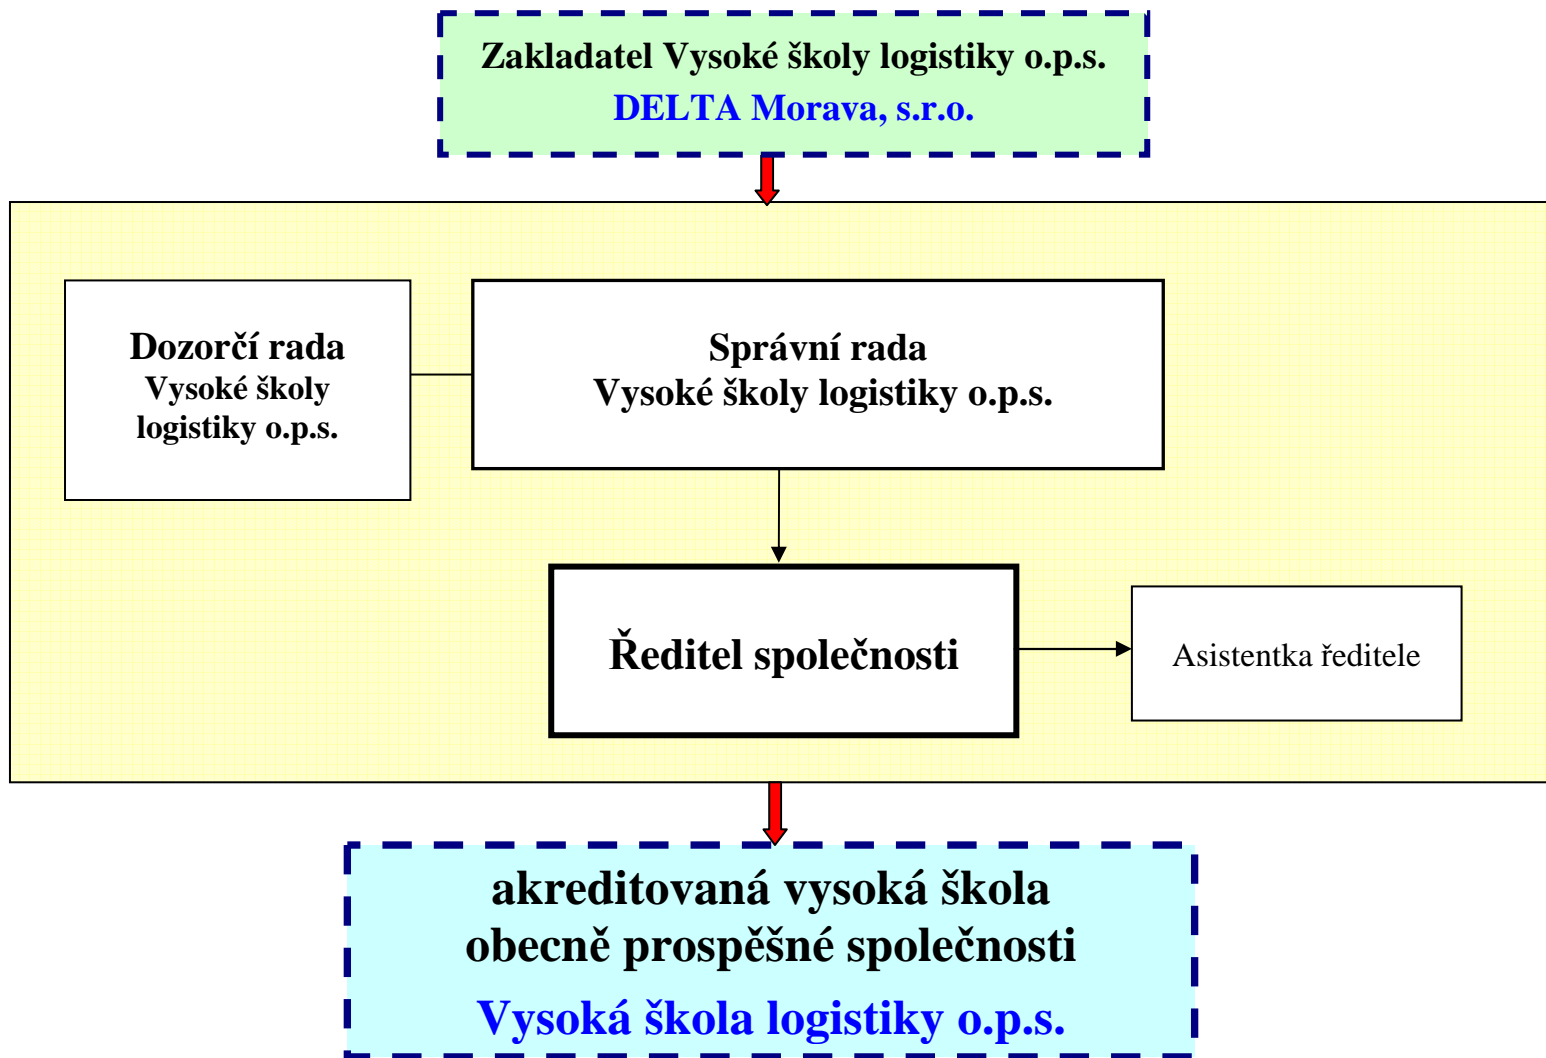 Zakladatel Vysoké školy logistiky o.p.s.
DELTA Morava, s.r.o.
Dozorčí rada
Vysoké školy
logistiky o.p.s.
Správní rada
Vysoké školy logistiky o.p.s.
Ředitel společnosti
Asistentka ředitele
akreditovaná vysoká škola
obecně prospěšné společnosti
Vysoká škola logistiky o.p.s.